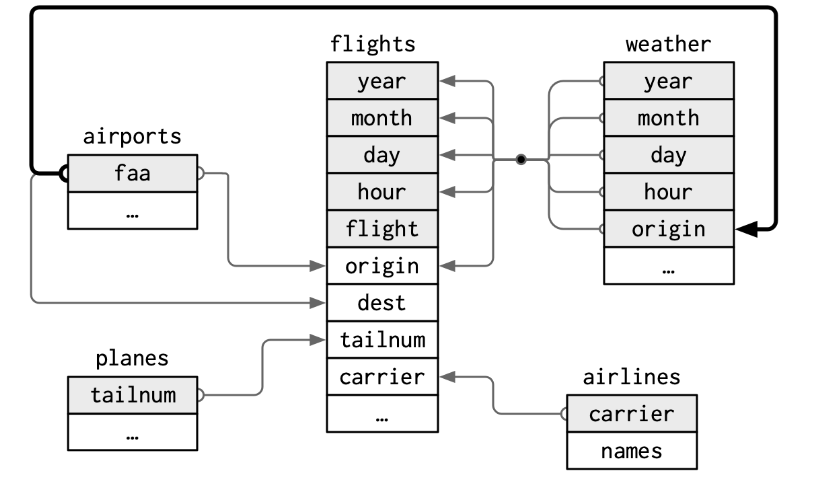 flights
year
month
day
hour
flight
origin
dest
tailnum
carrier
…
weather
year
month
day
hour
origin
…
airports
faa
…
planes
tailnum
…
airlines
carrier
names